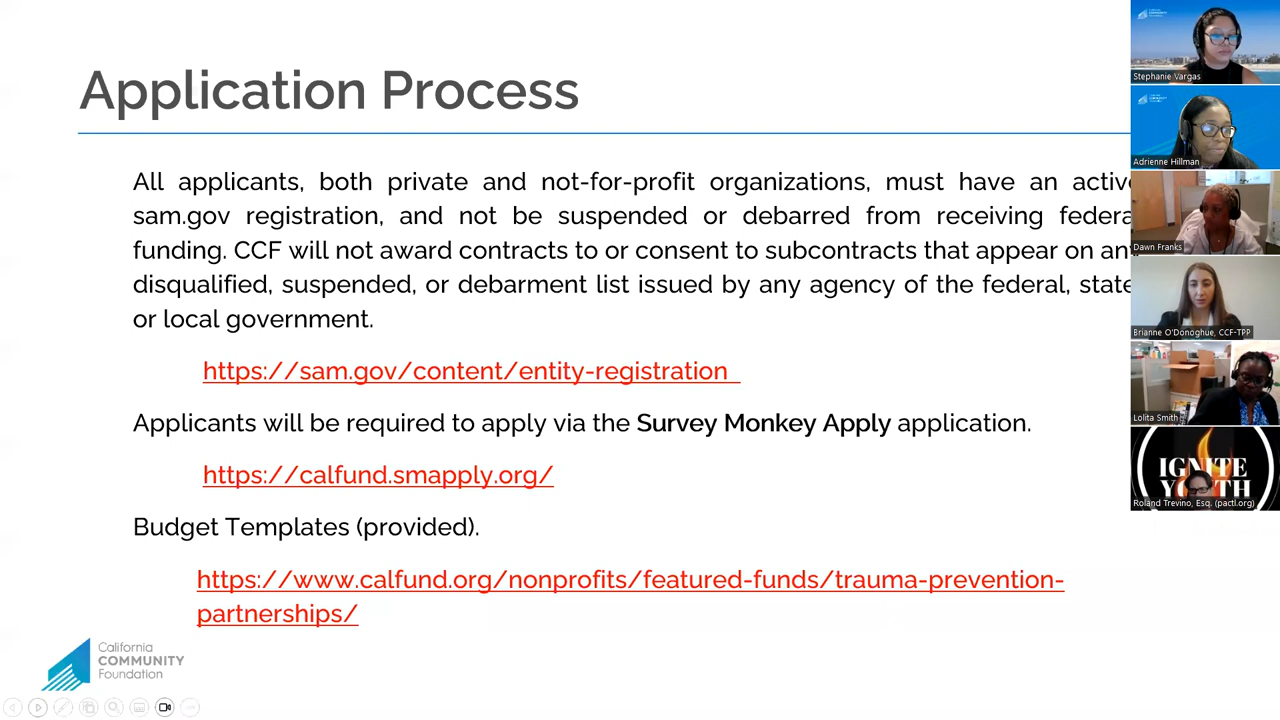 Application Process
All applicants, both private and not-for-profit organizations, must have an active
sam.gov registration, and not be suspended or debarred from receiving federa
funding. CCF will not award contracts to or consent to subcontracts that appear on an
disqualified, suspended, or debarment list issued by any agency of the federal, state
or local government.
https://sam.gov/content/entity-registration
Applicants will be required to apply via the Survey Monkey Apply application.
https://calfund.smapply.org/
Budget Templates (provided).
https://www.calfund.org/nonprofits/featured-funds/trauma-prevention-
partnerships/
California
COMMUNITY
Foundation
Stephanie Vargas
Adrienne Hillman
Dawn Franks
Brianne O'Donoghue, CCF-TPP
Lolita Smith
IGNITE
YOUTH
Roland Trevino, Esq. (pactl.org)